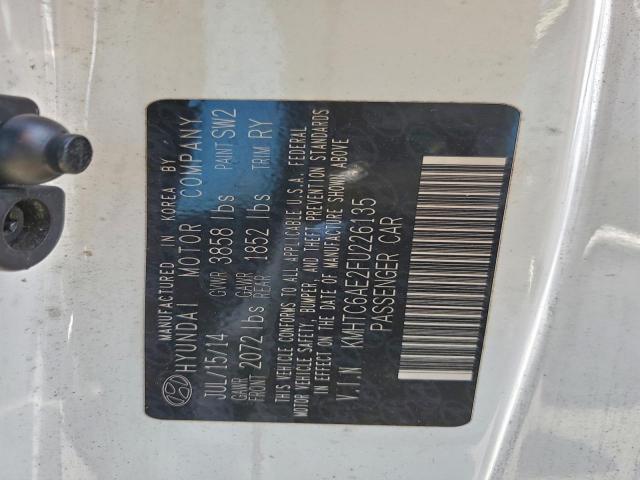 MANUFACTURED IN KOREA BY
HYUNDAI MOTOR COMPANY
JUL/15/14 GVWR 3858 lbs PAINT SW2
GAWR FRONT 2072 lbs GAWR REAR 1852 lbs TRIM RY
THIS VEHICLE CONFORMS TO ALL APPLICABLE U.S.A. FEDERAL
MOTOR VEHICLE SAFETY, BUMPER, AND THEFT PREVENTION STANDARDS
IN EFFECT ON THE DATE OF MANUFACTURE SHOWN ABOVE
V.I.N KMHTC6AE2FU226135
PASSENGER CAR